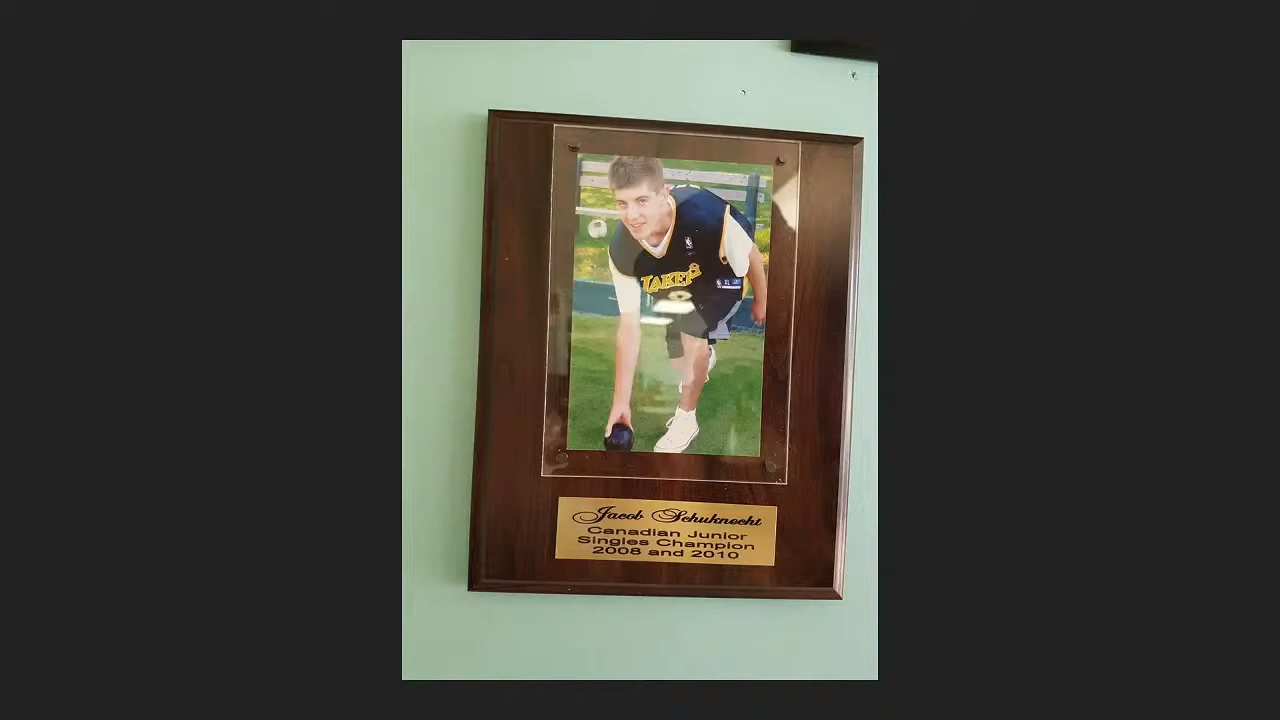 LAKERS
Jacob Schuknecht
Canadian Junior
Singles Champion
2008 and 2010